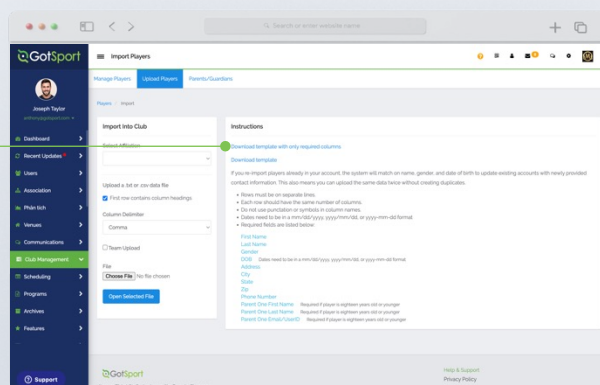 Search or enter website name
GotSport
Import Players
Joseph Taylor
Manage Players Upload Players Parents/Guardians
Players Import
Dashboard
Recent Updates
Users
Association
Phân tích
Venues
Communications
Club Management
Scheduling
Programs
Archives
Features
Support
Import into Club
Select Affiliation
Upload a .txt or .csv data file
First row contains column headings
Column Delimiter
Comma
Team Upload
File
Choose File No file chosen
Open Selected File
Instructions
Download template with only required columns
Download template
If you re-import players already in your account, the system will match on name, gender, and date of birth to update existing accounts with newly provided
contact information. This also means you can upload the same data twice without creating duplicates.
Rows must be on separate lines.
Each row should have the same number of columns.
Do not use punctuation or symbols in column names.
Dates need to be in a mm/dd/yyyy, yyyy/mm/dd, or yyyy-mm-dd format
Required fields are listed below:
First Name
Last Name
Gender
DOB Dates need to be in a mm/dd/yyyy, yyyy/mm/dd, or yyyy-mm-dd format
Address
City
State
Zip
Phone Number
Parent One First Name Required if player is eighteen years old or younger
Parent One Last Name Required if player is eighteen years old or younger
Parent One Email/UserID Required if player is eighteen years old or younger
GotSport
Help & Support
Privacy Policy